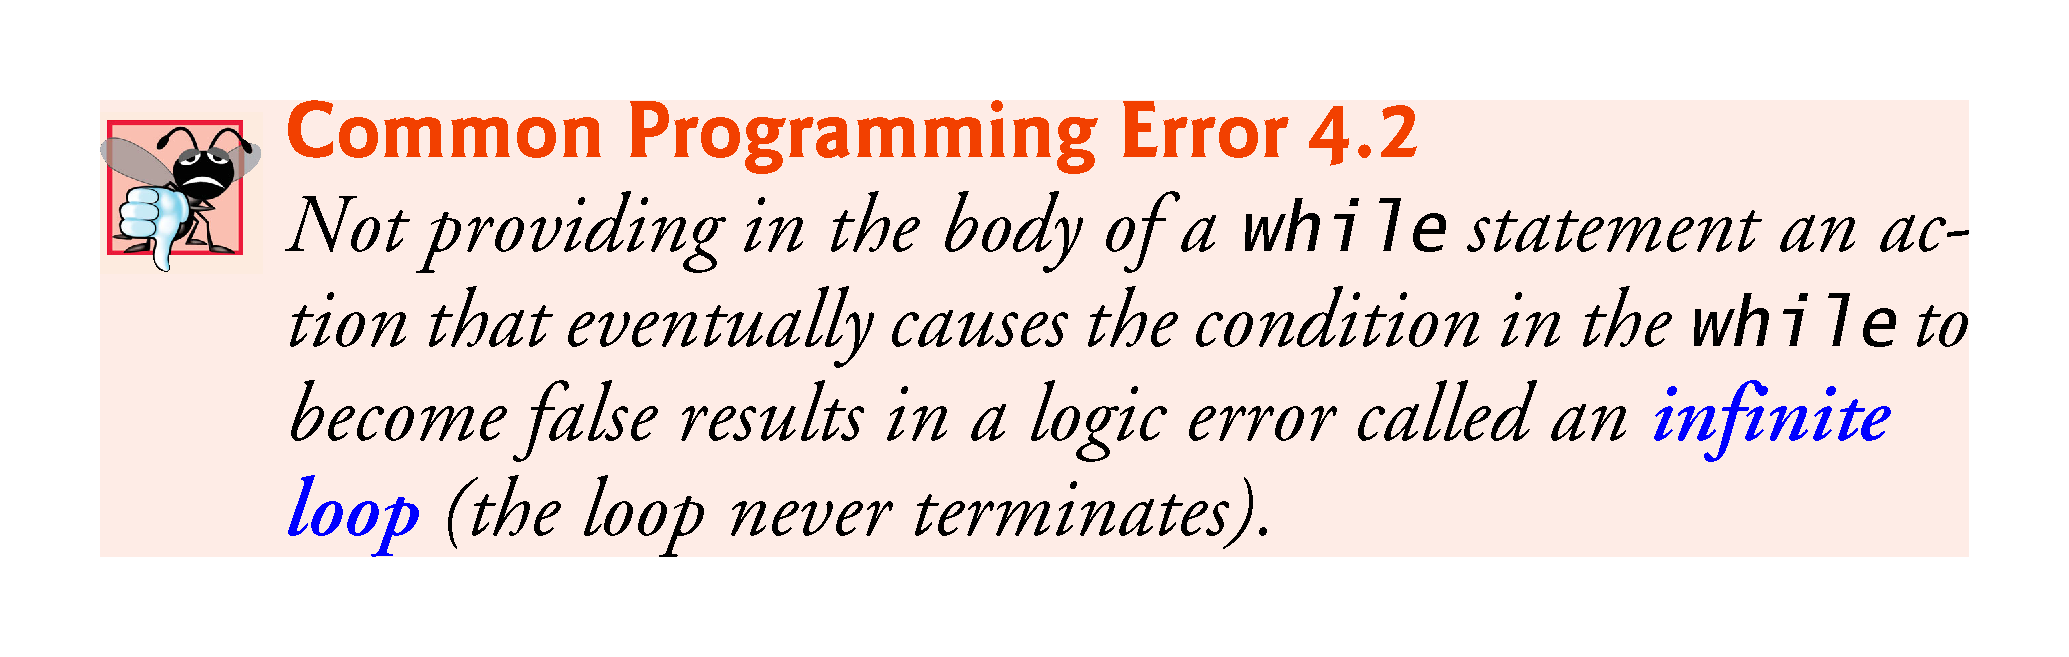 Common Programming Error 4.2
Not providing in the body of a while statement an ac-
tion that eventually causes the condition in the while to
become false results in a logic error called an infinite
loop (the loop never terminates).